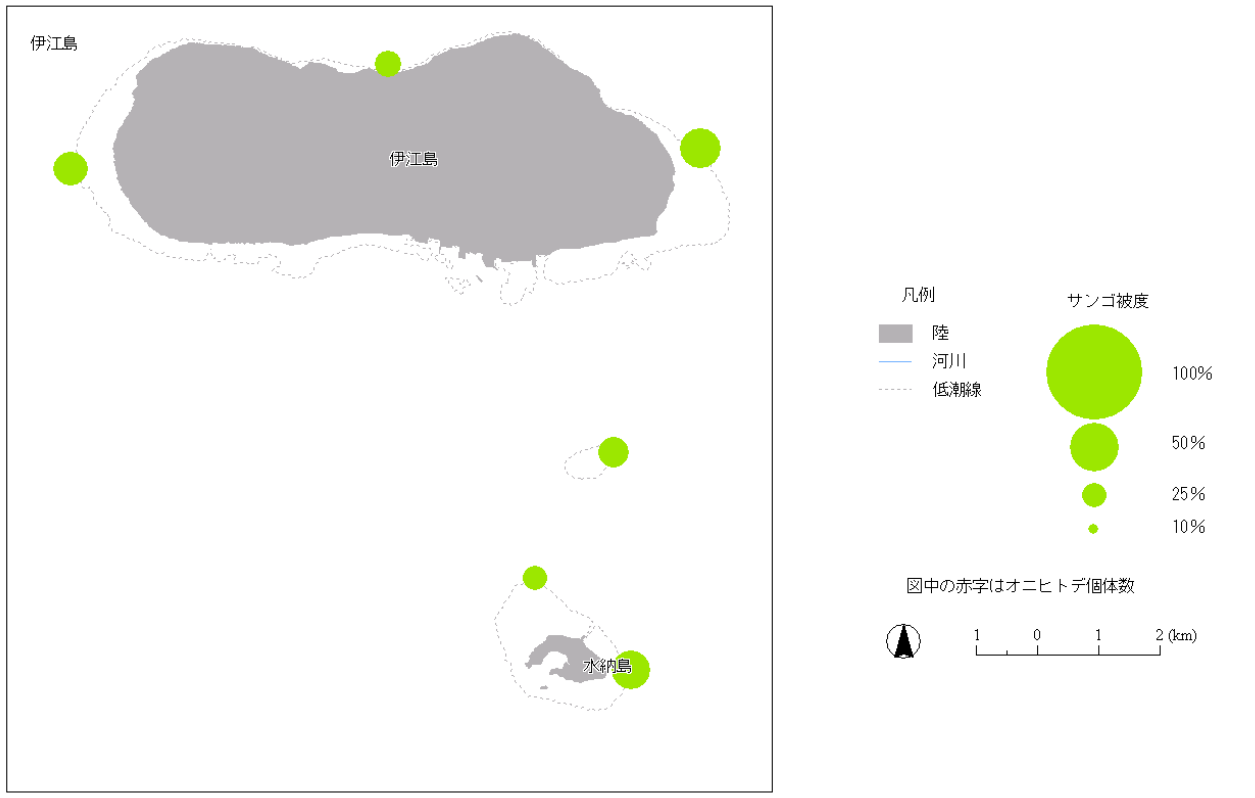 伊江島
伊江島
水納島
凡例
陸
河川
低潮線
サンゴ被度
100%
50%
25%
10%
図中の赤字はオニヒトデ個体数
1 0 1 2 (km)